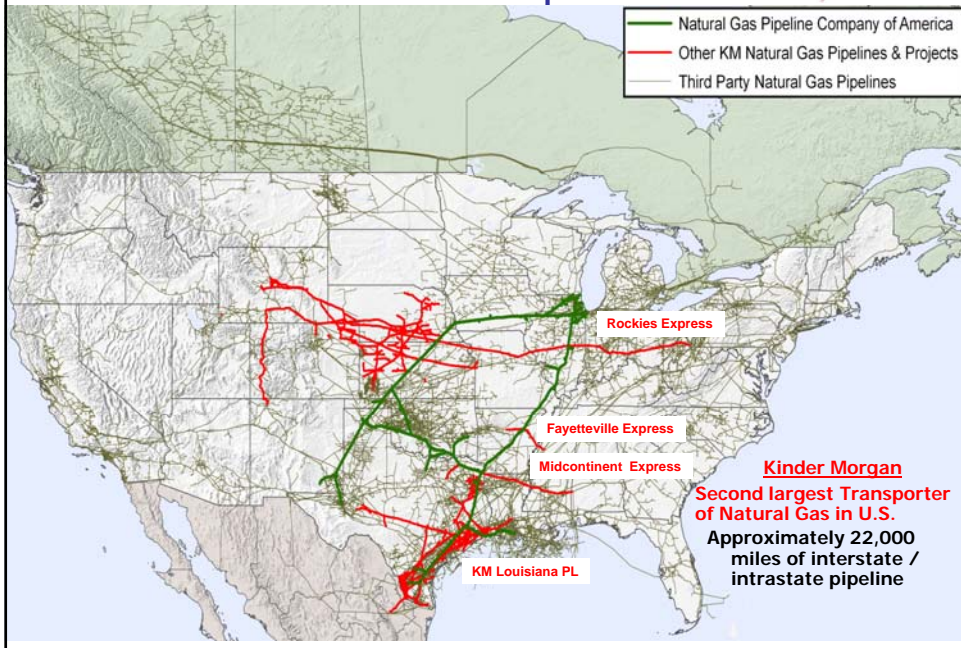 Natural Gas Pipeline Company of America
Other KM Natural Gas Pipelines & Projects
Third Party Natural Gas Pipelines
Rockies Express
Fayetteville Express
Midcontinent Express
Kinder Morgan
Second largest Transporter
of Natural Gas in U.S.
Approximately 22,000
miles of interstate /
intrastate pipeline
KM Louisiana PL